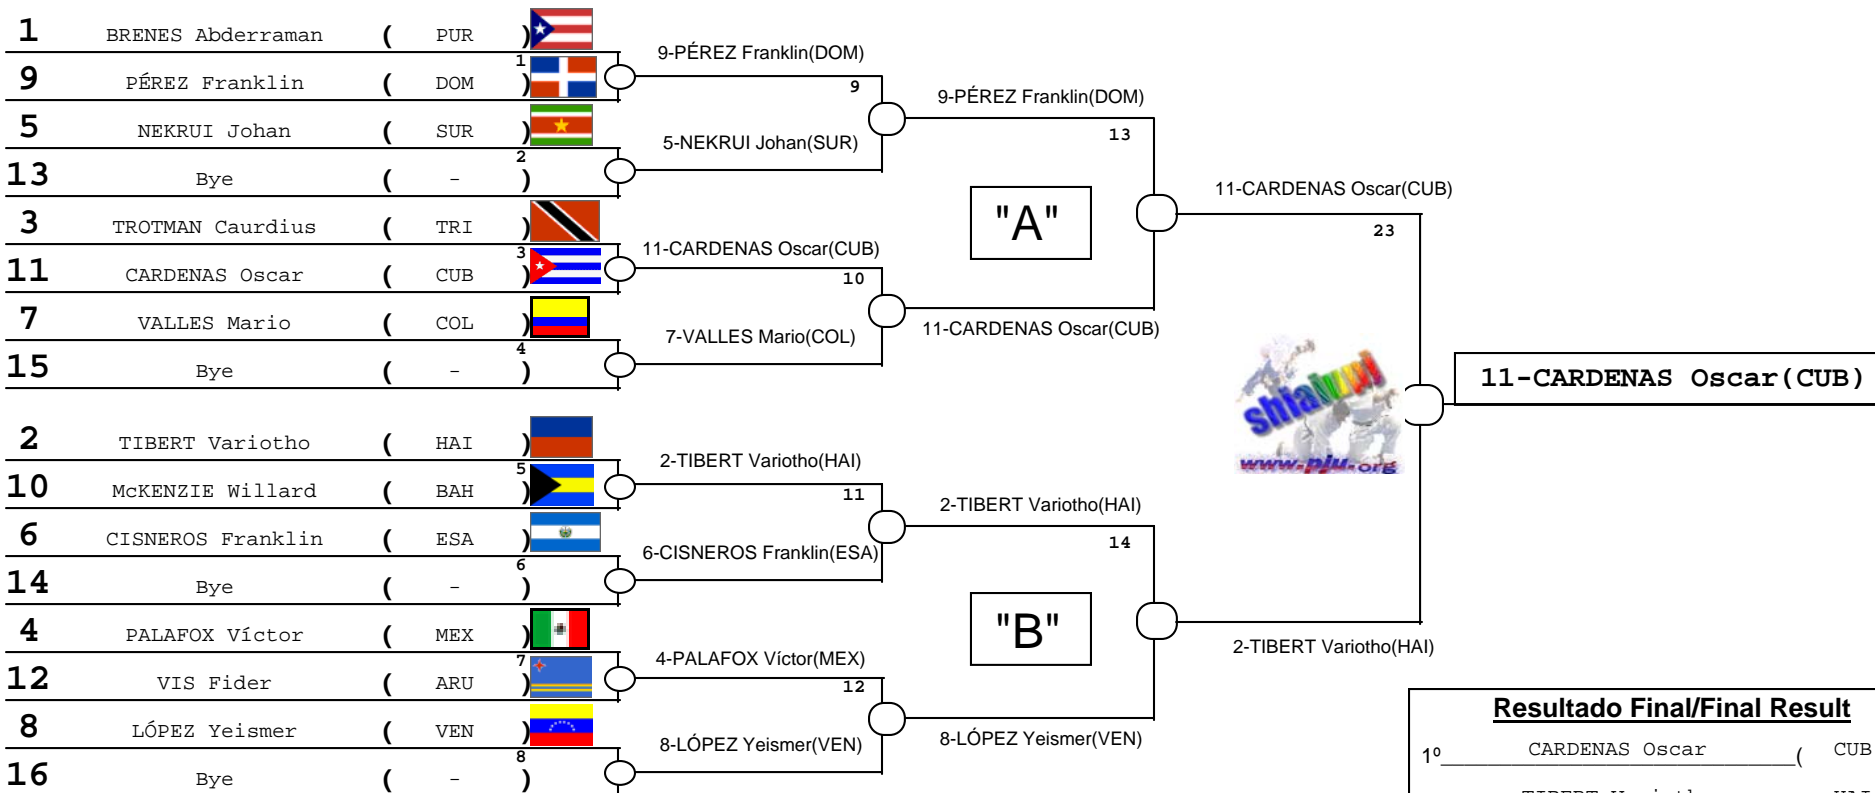 1 BRENES Abderraman ( PUR )
1
9 PÉREZ Franklin ( DOM )
5 NEKRUI Johan ( SUR )
2
13 Bye ( - )
3 TROTMAN Caurdius ( TRI )
3
11 CARDENAS Oscar ( CUB )
7 VALLES Mario ( COL )
4
15 Bye ( - )
2 TIBERT Variotho ( HAI )
5
10 McKENZIE Willard ( BAH )
6 CISNEROS Franklin ( ESA )
6
14 Bye ( - )
4 PALAFOX Víctor ( MEX )
7
12 VIS Fider ( ARU )
8 LÓPEZ Yeismer ( VEN )
8
16 Bye ( - )
9-PÉREZ Franklin(DOM)
9
5-NEKRUI Johan(SUR)
11-CARDENAS Oscar(CUB)
10
7-VALLES Mario(COL)
2-TIBERT Variotho(HAI)
11
6-CISNEROS Franklin(ESA)
4-PALAFOX Víctor(MEX)
12
8-LÓPEZ Yeismer(VEN)
9-PÉREZ Franklin(DOM)
13
"A"
11-CARDENAS Oscar(CUB)
2-TIBERT Variotho(HAI)
14
"B"
8-LÓPEZ Yeismer(VEN)
11-CARDENAS Oscar(CUB)
23
www.pju.org
2-TIBERT Variotho(HAI)
11-CARDENAS Oscar(CUB)
Resultado Final/Final Result
1º CARDENAS Oscar ( CUB